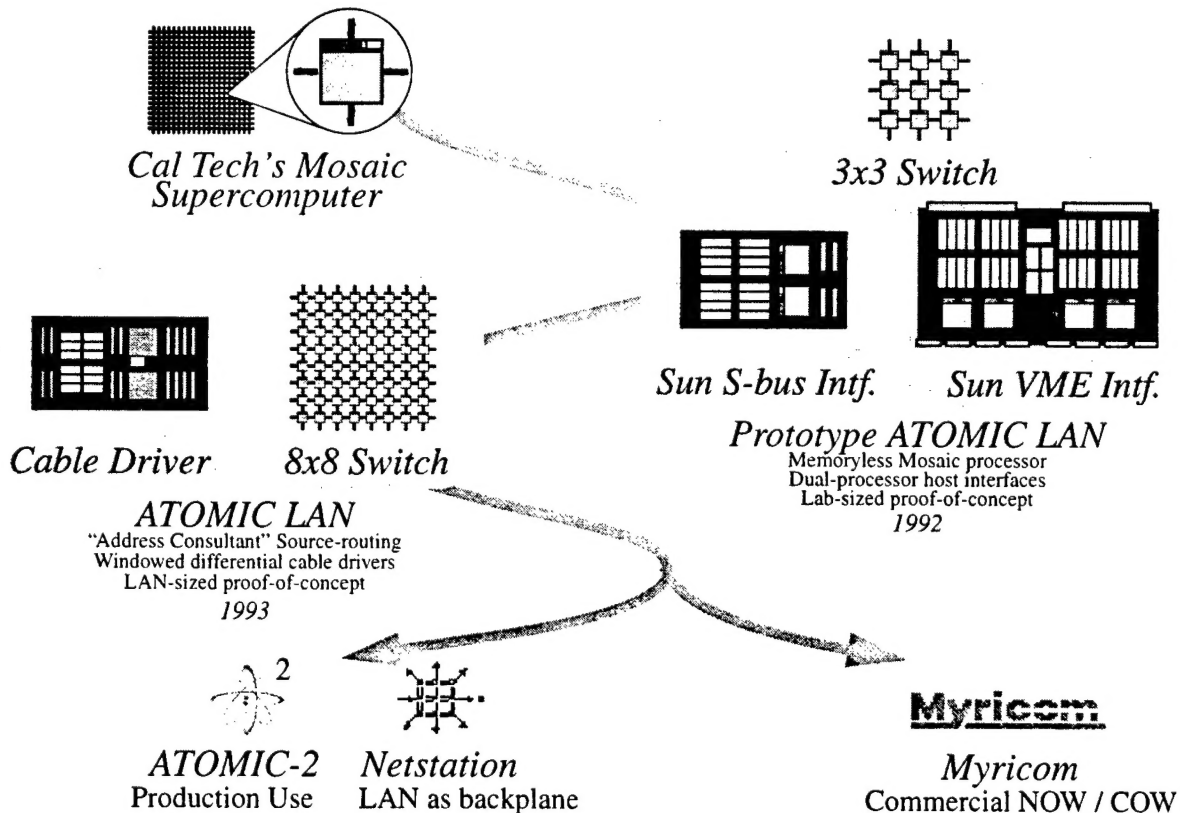 Cal Tech's Mosaic
Supercomputer
3x3 Switch
Sun S-bus Intf.
Sun VME Intf.
Prototype ATOMIC LAN
Memoryless Mosaic processor
Dual-processor host interfaces
Lab-sized proof-of-concept
1992
Cable Driver
8x8 Switch
ATOMIC LAN
“Address Consultant” Source-routing
Windowed differential cable drivers
LAN-sized proof-of-concept
1993
2
ATOMIC-2
Production Use
Netstation
LAN as backplane
Myricom
Myricom
Commercial NOW / COW